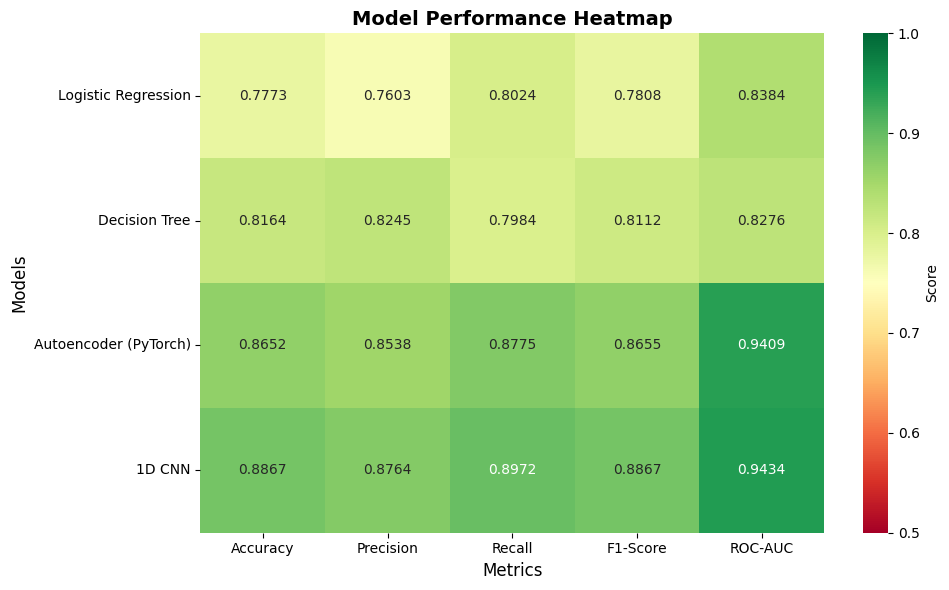 Model Performance Heatmap
Models
Logistic Regression 0.7773 0.7603 0.8024 0.7808 0.8384
Decision Tree 0.8164 0.8245 0.7984 0.8112 0.8276
Autoencoder (PyTorch) 0.8652 0.8538 0.8775 0.8655 0.9409
1D CNN 0.8867 0.8764 0.8972 0.8867 0.9434
Accuracy Precision Recall F1-Score ROC-AUC
Metrics
1.0
0.9
0.8
0.7
0.6
0.5
Score